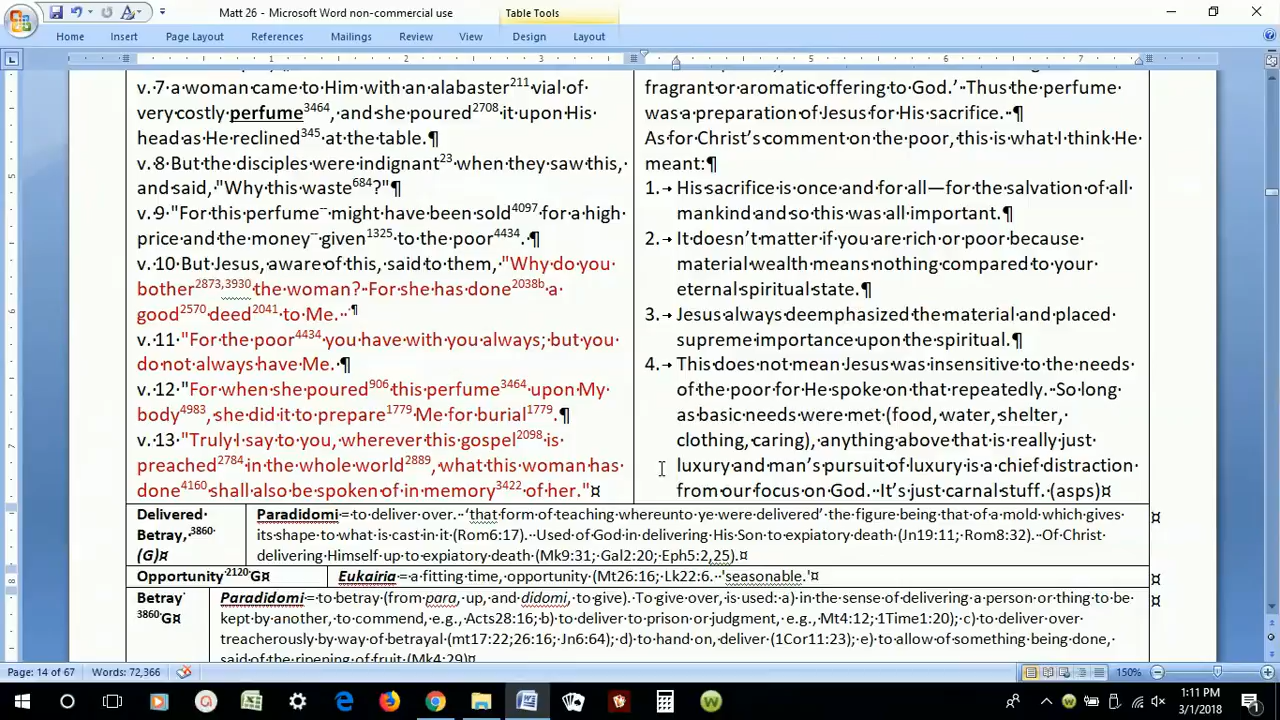 Matt 26 - Microsoft Word non-commercial use
Table Tools
Home Insert Page Layout References Mailings Review View Design Layout
v. 7 a woman came to Him with an alabaster211 vial of
very costly perfume3464, and she poured2708 it upon His
head as He reclined345 at the table.¶
v. 8 But the disciples were indignant23 when they saw this,
and said, "Why this waste684?"¶
v. 9 "For this perfume-- might have been sold4097 for a high
price and the money-- given1325 to the poor4434. ¶
v. 10 But Jesus, aware of this, said to them, "Why do you
bother2873,3930 the woman? For she has done2038b a
good2570 deed2041 to Me. ¶
v. 11 "For the poor4434 you have with you always; but you
do not always have Me. ¶
v. 12 "For when she poured906 this perfume3464 upon My
body4983, she did it to prepare1779 Me for burial1779.¶
v. 13 "Truly I say to you, wherever this gospel2098 is
preached2784 in the whole world2889, what this woman has
done4160 shall also be spoken of in memory3422 of her."¤
fragrant or aromatic offering to God.' Thus the perfume
was a preparation of Jesus for His sacrifice. ¶
As for Christ's comment on the poor, this is what I think He
meant:¶
1. His sacrifice is once and for all—for the salvation of all
mankind and so this was all important.¶
2. It doesn't matter if you are rich or poor because
material wealth means nothing compared to your
eternal spiritual state.¶
3. Jesus always deemphasized the material and placed
supreme importance upon the spiritual.¶
4. This does not mean Jesus was insensitive to the needs
of the poor for He spoke on that repeatedly. So long
as basic needs were met (food, water, shelter,
clothing, caring), anything above that is really just
luxury and man's pursuit of luxury is a chief distraction
from our focus on God. It's just carnal stuff. (asps)¤
Delivered
Betray,3860
(G)¤
Paradidomi = to deliver over. 'that form of teaching whereunto ye were delivered' the figure being that of a mold which gives
its shape to what is cast in it (Rom6:17). Used of God in delivering His Son to expiatory death (Jn19:11; Rom8:32). Of Christ
delivering Himself up to expiatory death (Mk9:31; Gal2:20; Eph5:2,25).¤
Opportunity 2120 G¤
Eukairia = a fitting time, opportunity (Mt26:16; Lk22:6. 'seasonable.'¤
Betray
3860 G¤
Paradidomi = to betray (from para, up, and didomi, to give). To give over, is used: a) in the sense of delivering a person or thing to be
kept by another, to commend, e.g., Acts28:16; b) to deliver to prison or judgment, e.g., Mt4:12; 1Time1:20); c) to deliver over
treacherously by way of betrayal (mt17:22; 26:16; Jn6:64); d) to hand on, deliver (1Cor11:23); e) to allow of something being done,
said of the ripening of fruit (Mk4:29)¤
Page: 14 of 67 Words: 72,366 150%
1:11 PM
3/1/2018